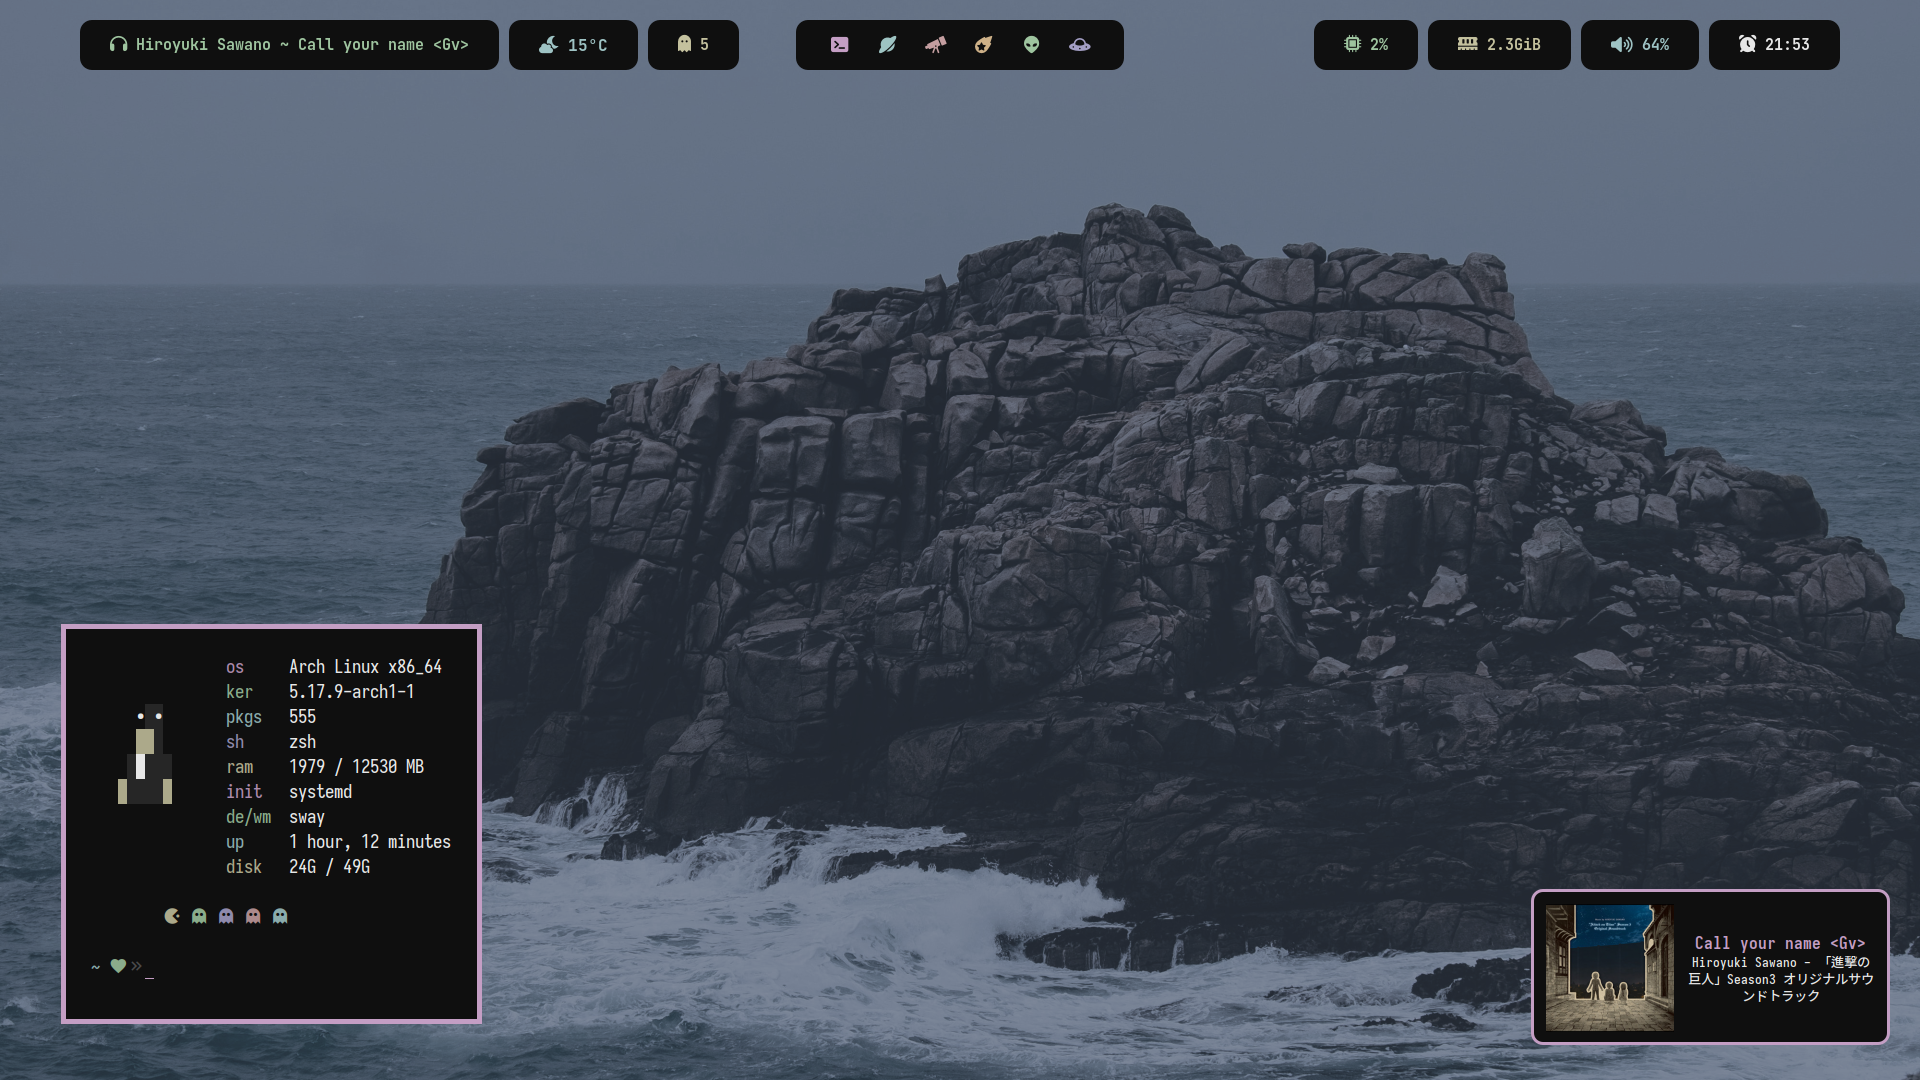 Hiroyuki Sawano ~ Call your name <Gv>
15°C
5
2%
2.3GiB
64%
21:53
os Arch Linux x86_64
ker 5.17.9-arch1-1
pkgs 555
sh zsh
ram 1979 / 12530 MB
init systemd
de/wm sway
up 1 hour, 12 minutes
disk 24G / 49G
~ »_
Call your name <Gv>
Hiroyuki Sawano - 「進撃の
巨人」Season3 オリジナルサウ
ンドトラック